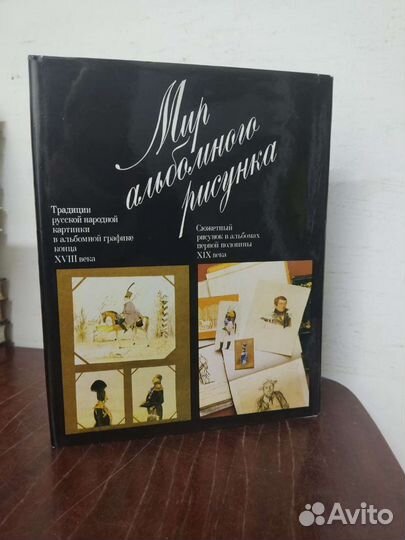 Мир
альбомного
рисунка
Традиции
русской народной
картинки
в альбомной графике
конца
XVIII века
Сюжетный
рисунок в альбомах
первой половины
XIX века
Avito